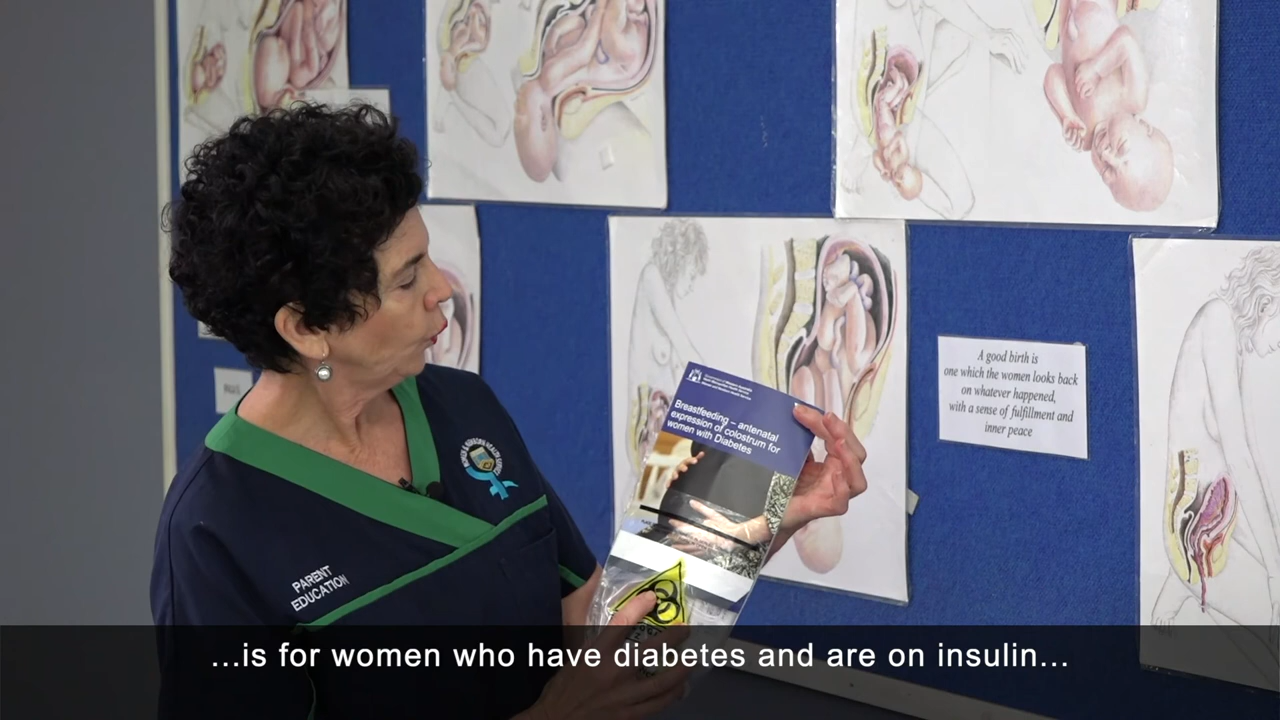 A good birth is
one which the women looks back
on whatever happened,
with a sense of fulfillment and
inner peace
Breastfeeding – antenatal
expression of colostrum for
women with Diabetes
PARENT
EDUCATION
...is for women who have diabetes and are on insulin...